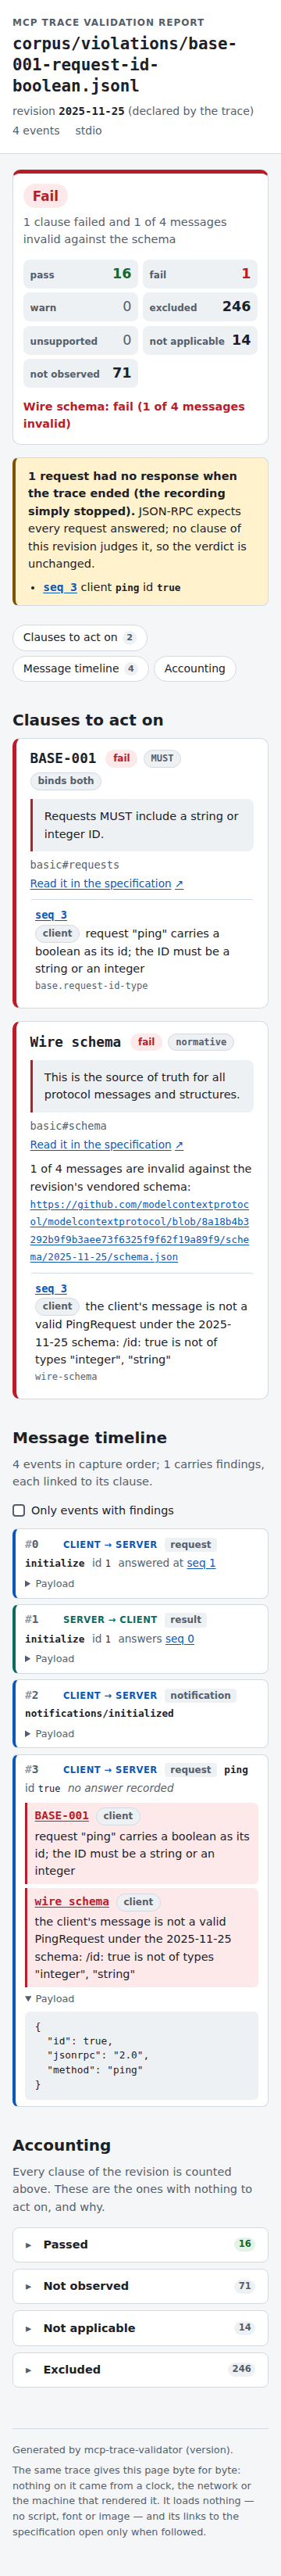 MCP TRACE VALIDATION REPORT
corpus/violations/base-
001-request-id-
boolean.jsonl
revision 2025-11-25 (declared by the trace)
4 events stdio
Fail
1 clause failed and 1 of 4 messages
invalid against the schema
pass 16
fail 1
warn 0
excluded 246
unsupported 0
not applicable 14
not observed 71
Wire schema: fail (1 of 4 messages
invalid)
1 request had no response when
the trace ended (the recording
simply stopped). JSON-RPC expects
every request answered; no clause of
this revision judges it, so the verdict is
unchanged.
• seq 3 client ping id true
Clauses to act on 2
Message timeline 4
Accounting
Clauses to act on
BASE-001 fail MUST
binds both
Requests MUST include a string or
integer ID.
basic#requests
Read it in the specification ↗
seq 3
client request "ping" carries a
boolean as its id; the ID must be a
string or an integer
base.request-id-type
Wire schema fail normative
This is the source of truth for all
protocol messages and structures.
basic#schema
Read it in the specification ↗
1 of 4 messages are invalid against the
revision's vendored schema:
https://github.com/modelcontextprotoc
ol/modelcontextprotocol/blob/8a18b4b3
292b9f9b3aee73f6325f9f62f19a89f9/sche
ma/2025-11-25/schema.json
seq 3
client the client's message is not a
valid PingRequest under the 2025-
11-25 schema: /id: true is not of
types "integer", "string"
wire-schema
Message timeline
4 events in capture order; 1 carries findings,
each linked to its clause.
Only events with findings
#0 CLIENT → SERVER request
initialize id 1 answered at seq 1
▶ Payload
#1 SERVER → CLIENT result
initialize id 1 answers seq 0
▶ Payload
#2 CLIENT → SERVER notification
notifications/initialized
▶ Payload
#3 CLIENT → SERVER request ping
id true no answer recorded
BASE-001 client
request "ping" carries a boolean as its
id; the ID must be a string or an
integer
wire schema client
the client's message is not a valid
PingRequest under the 2025-11-25
schema: /id: true is not of types
"integer", "string"
▼ Payload
{
"id": true,
"jsonrpc": "2.0",
"method": "ping"
}
Accounting
Every clause of the revision is counted
above. These are the ones with nothing to
act on, and why.
▶ Passed 16
▶ Not observed 71
▶ Not applicable 14
▶ Excluded 246
Generated by mcp-trace-validator (version).
The same trace gives this page byte for byte:
nothing on it came from a clock, the network or
the machine that rendered it. It loads nothing —
no script, font or image — and its links to the
specification open only when followed.